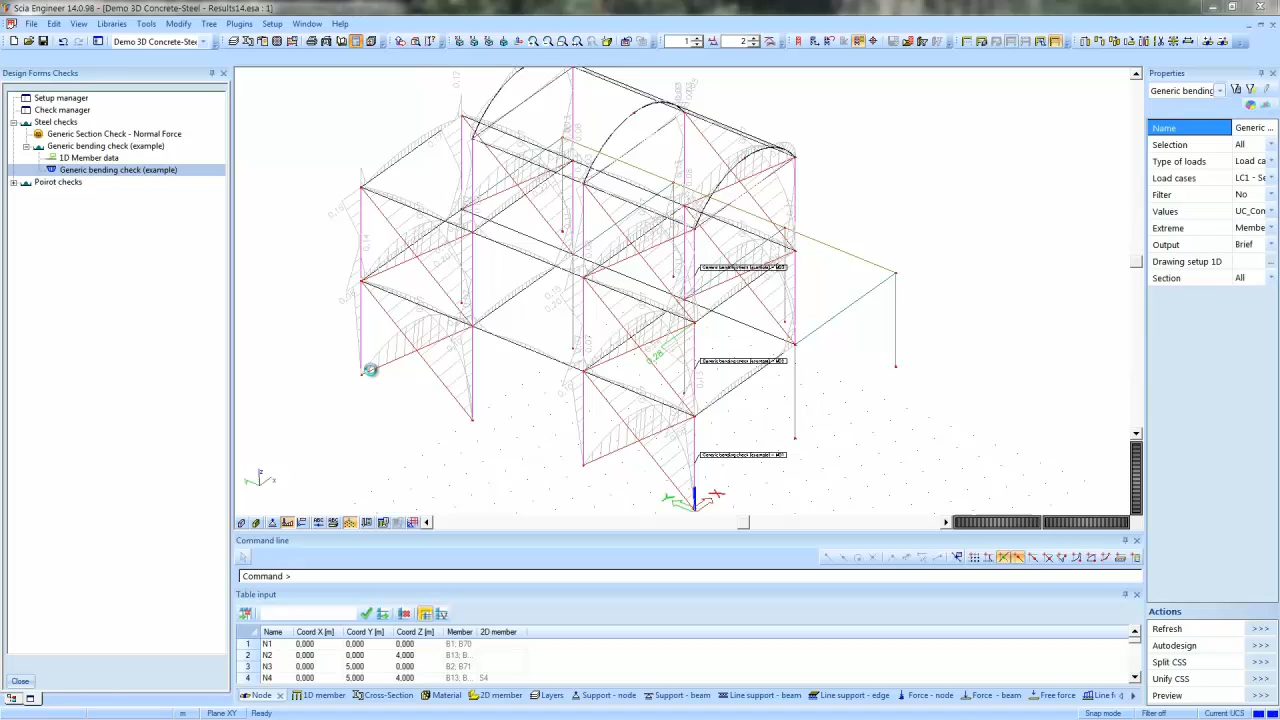 Scia Engineer 14.0.98 - [Demo 3D Concrete-Steel - Results14.esa : 1]
File Edit View Libraries Tools Modify Tree Plugins Setup Window Help
Demo 3D Concrete-Stee
1
2
Design Forms Checks
Setup manager
Check manager
Steel checks
Generic Section Check - Normal Force
Generic bending check (example)
1D Member data
Generic bending check (example)
Poirot checks
Close
0,28
Properties
Generic bending
Name Generic ...
Selection All
Type of loads Load ca
Load cases LC1 - Se
Filter No
Values UC_Con
Extreme Membe
Output Brief
Drawing setup 1D ...
Section All
Actions
Refresh >>>
Autodesign >>>
Split CSS >>>
Unify CSS >>>
Preview >>>
Command line
Command >
Table input
Name Coord X [m] Coord Y [m] Coord Z [m] Member 2D member
1 N1 0,000 0,000 0,000 B1; B70
2 N2 0,000 0,000 4,000 B13; B...
3 N3 0,000 5,000 0,000 B2; B71
4 N4 0,000 5,000 4,000 B13; B... S4
Node 1D member Cross-Section Material 2D member Layers Support - node Support - beam Line support - beam Line support - edge Force - node Force - beam Free force Line f
m Plane XY Ready Snap mode Filter off Current UCS